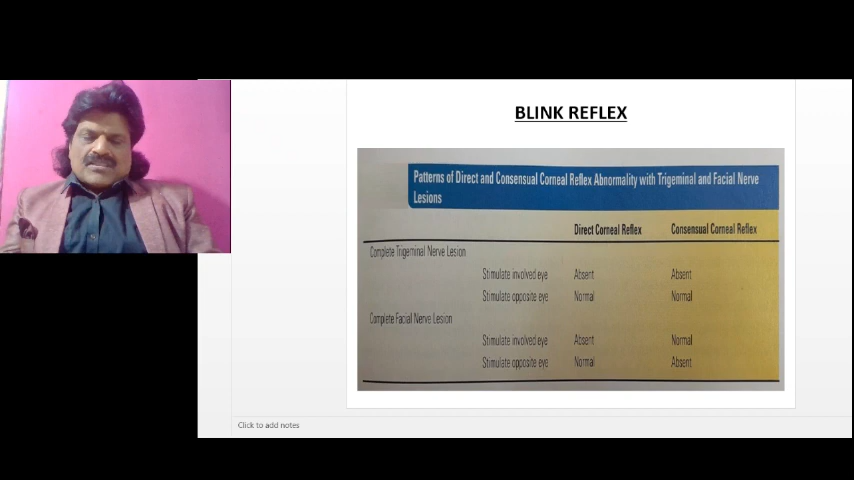 BLINK REFLEX
Patterns of Direct and Consensual Corneal Reflex Abnormality with Trigeminal and Facial Nerve
Lesions
Direct Corneal Reflex Consensual Corneal Reflex
Complete Trigeminal Nerve Lesion
Stimulate involved eye Absent Absent
Stimulate opposite eye Normal Normal
Complete Facial Nerve Lesion
Stimulate involved eye Absent Normal
Stimulate opposite eye Normal Absent
Click to add notes